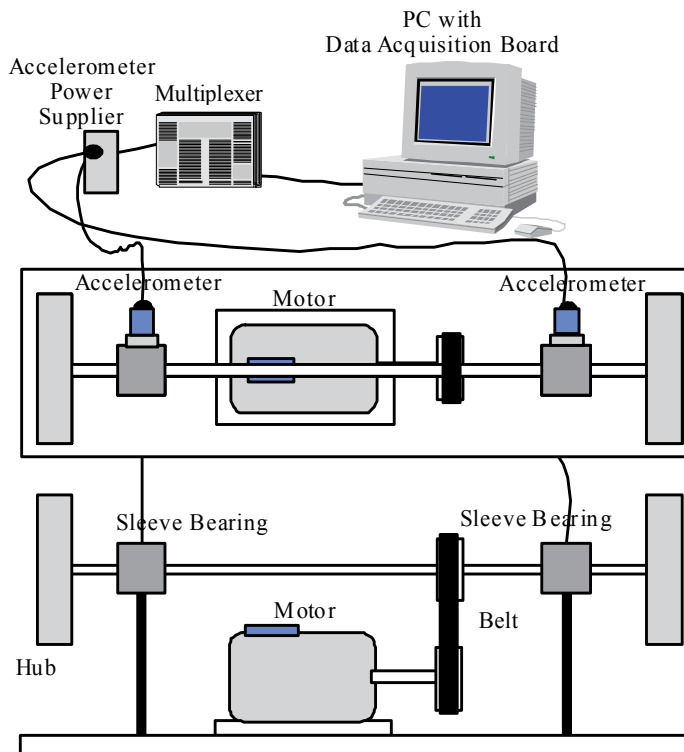 PC with
Data Acquisition Board
Accelerometer
Power
Supplier
Multiplexer
Accelerometer
Motor
Accelerometer
Sleeve Bearing
Sleeve Bearing
Motor
Belt
Hub